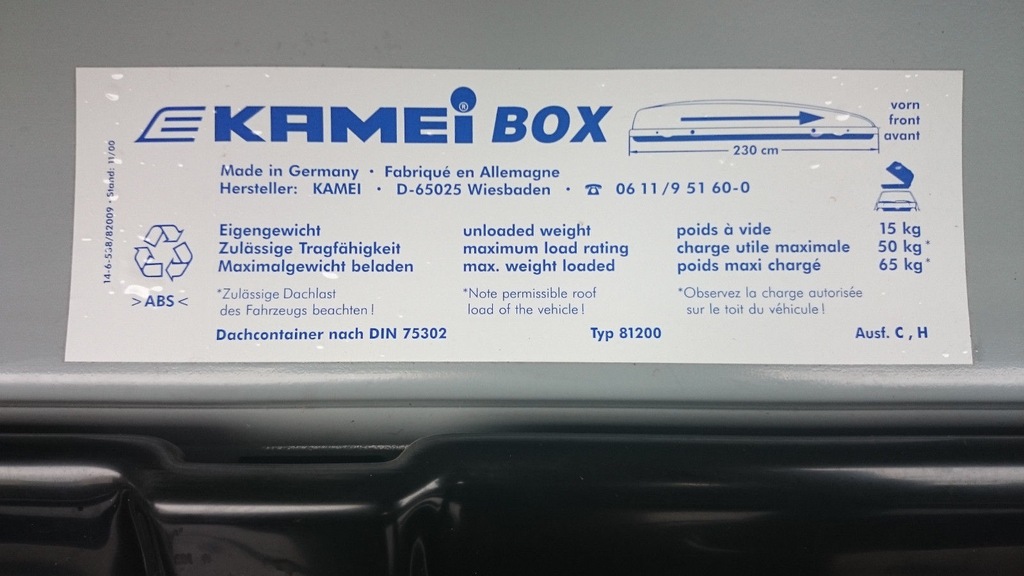 KAMEI® BOX
230 cm
vorn
front
avant
Made in Germany · Fabriqué en Allemagne
Hersteller: KAMEI · D-65025 Wiesbaden · ☎ 06 11/9 51 60-0
Eigengewicht unloaded weight poids à vide 15 kg
Zulässige Tragfähigkeit maximum load rating charge utile maximale 50 kg*
Maximalgewicht beladen max. weight loaded poids maxi chargé 65 kg*
>ABS<
*Zulässige Dachlast
des Fahrzeugs beachten!
*Note permissible roof
load of the vehicle!
*Observez la charge autorisée
sur le toit du véhicule!
Dachcontainer nach DIN 75302 Typ 81200 Ausf. C , H
Stand: 11/00